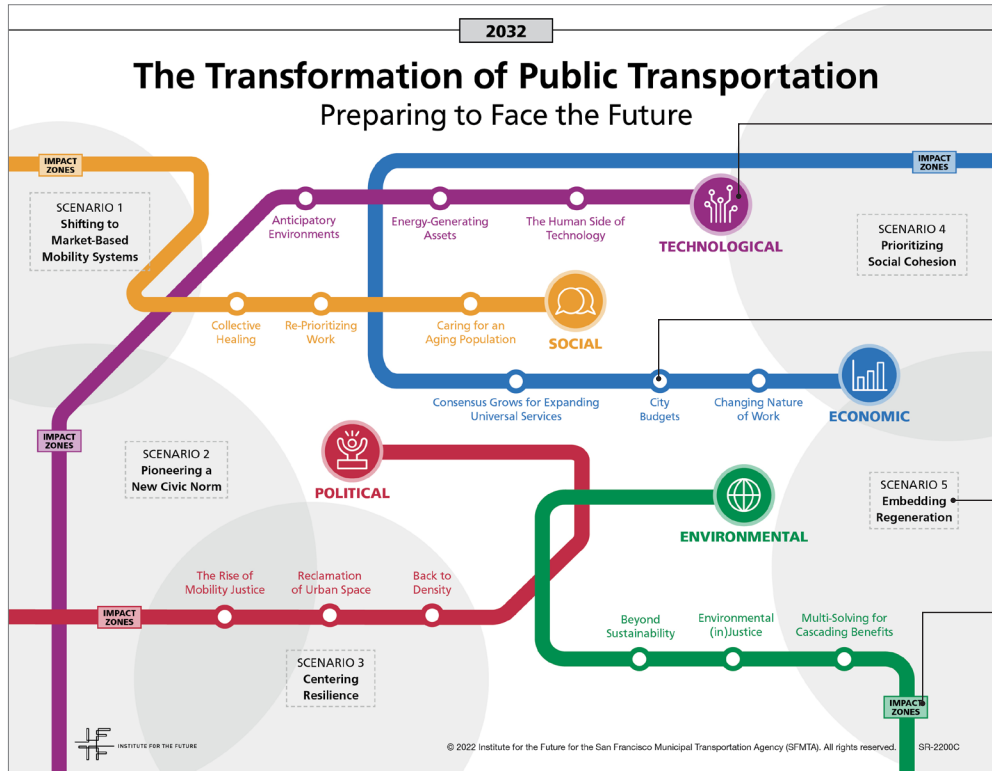 2032
The Transformation of Public Transportation
Preparing to Face the Future
IMPACT
ZONES
IMPACT
ZONES
SCENARIO 1
Shifting to
Market-Based
Mobility Systems
Anticipatory
Environments
Energy-Generating
Assets
The Human Side of
Technology
TECHNOLOGICAL
SCENARIO 4
Prioritizing
Social Cohesion
Collective
Healing
Re-Prioritizing
Work
Caring for an
Aging Population
SOCIAL
Consensus Grows for Expanding
Universal Services
City
Budgets
Changing Nature
of Work
ECONOMIC
IMPACT
ZONES
SCENARIO 2
Pioneering a
New Civic Norm
POLITICAL
SCENARIO 5
Embedding
Regeneration
ENVIRONMENTAL
The Rise of
Mobility Justice
Reclamation
of Urban Space
Back to
Density
IMPACT
ZONES
Beyond
Sustainability
Environmental
(in)Justice
Multi-Solving for
Cascading Benefits
SCENARIO 3
Centering
Resilience
IMPACT
ZONES
INSTITUTE FOR THE FUTURE
© 2022 Institute for the Future for the San Francisco Municipal Transportation Agency (SFMTA). All rights reserved. SR-2200C